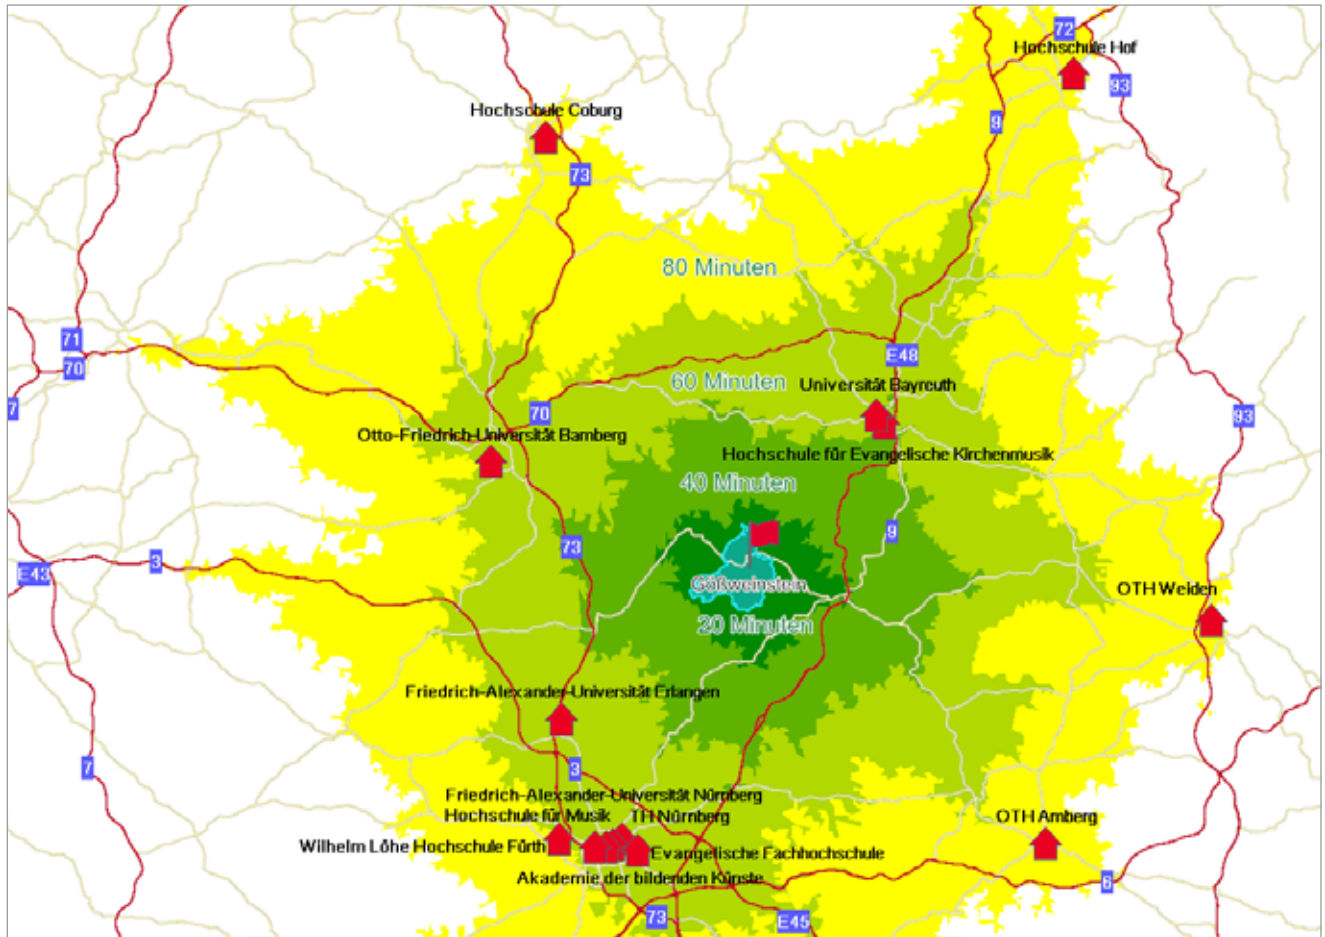 72
Hochschule Hof
93
Hochschule Coburg
9
73
80 Minuten
71
70
E48
60 Minuten
Universität Bayreuth
7
70
93
Otto-Friedrich-Universität Bamberg
Hochschule für Evangelische Kirchenmusik
40 Minuten
9
73
3
E43
Gößweinstein
OTH Weiden
20 Minuten
Friedrich-Alexander-Universität Erlangen
7
3
Friedrich-Alexander-Universität Nürnberg
Hochschule für Musik
TH Nürnberg
OTH Amberg
Wilhelm Löhe Hochschule Fürth
Evangelische Fachhochschule
Akademie der bildenden Künste
6
73
E45